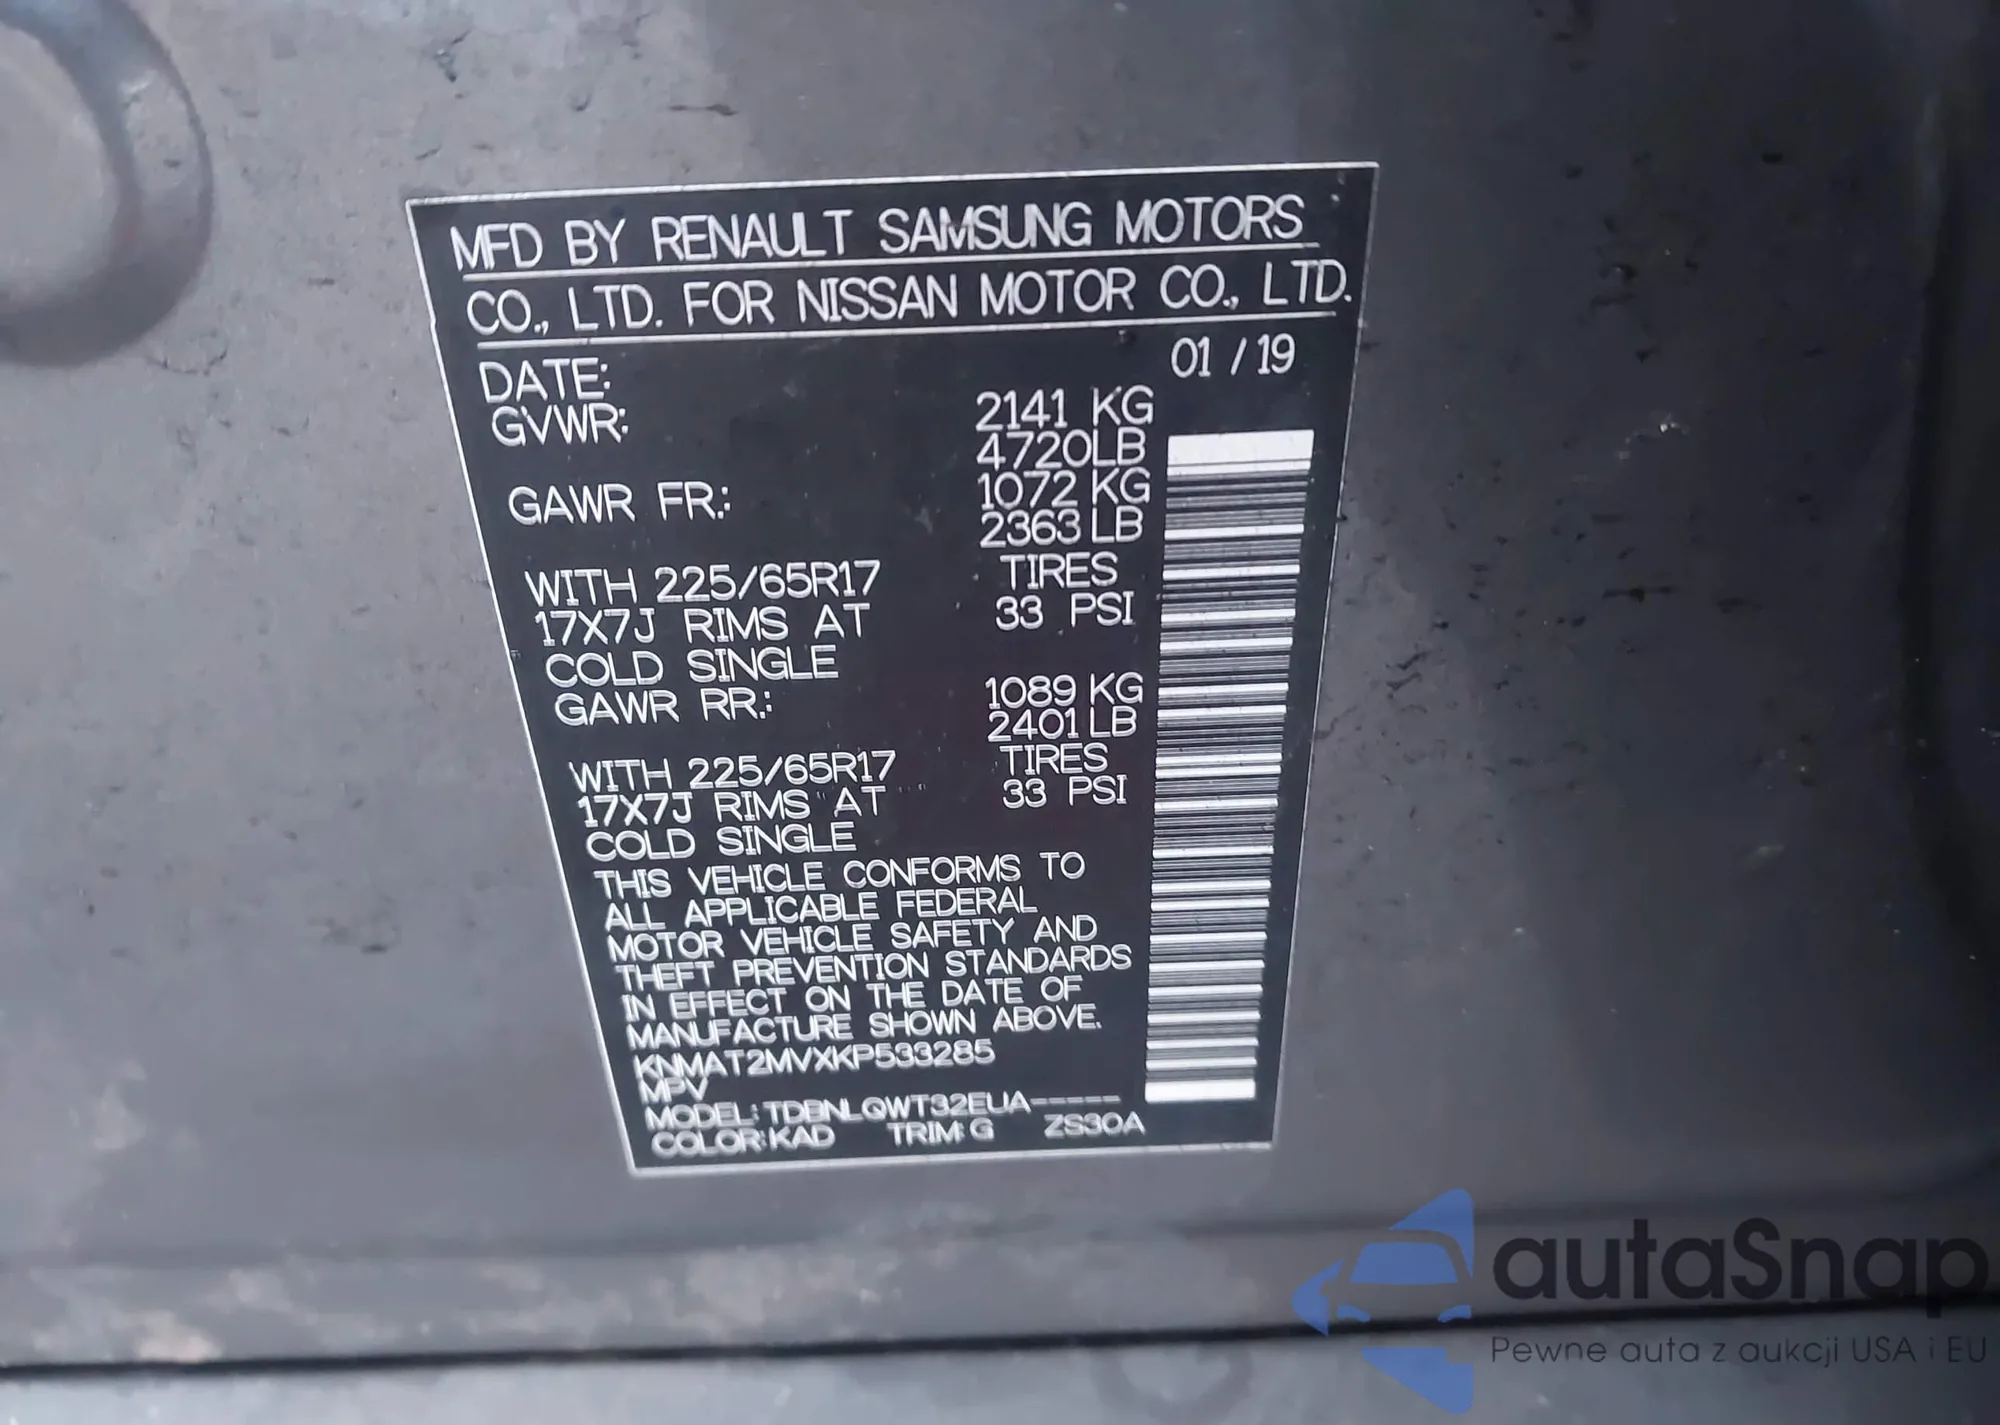 MFD BY RENAULT SAMSUNG MOTORS
CO., LTD. FOR NISSAN MOTOR CO., LTD.
DATE: 01 / 19
GVWR: 2141 KG
4720LB
GAWR FR.: 1072 KG
2363 LB
WITH 225/65R17 TIRES
17X7J RIMS AT 33 PSI
COLD SINGLE
GAWR RR.: 1089 KG
2401 LB
WITH 225/65R17 TIRES
17X7J RIMS AT 33 PSI
COLD SINGLE
THIS VEHICLE CONFORMS TO
ALL APPLICABLE FEDERAL
MOTOR VEHICLE SAFETY AND
THEFT PREVENTION STANDARDS
IN EFFECT ON THE DATE OF
MANUFACTURE SHOWN ABOVE.
KNMAT2MVXKP533285
MPV
MODEL: TDBNLQWT32EUA-----
COLOR:KAD TRIM: G ZS30A
autaSnap
Pewne auta z aukcji USA i EU